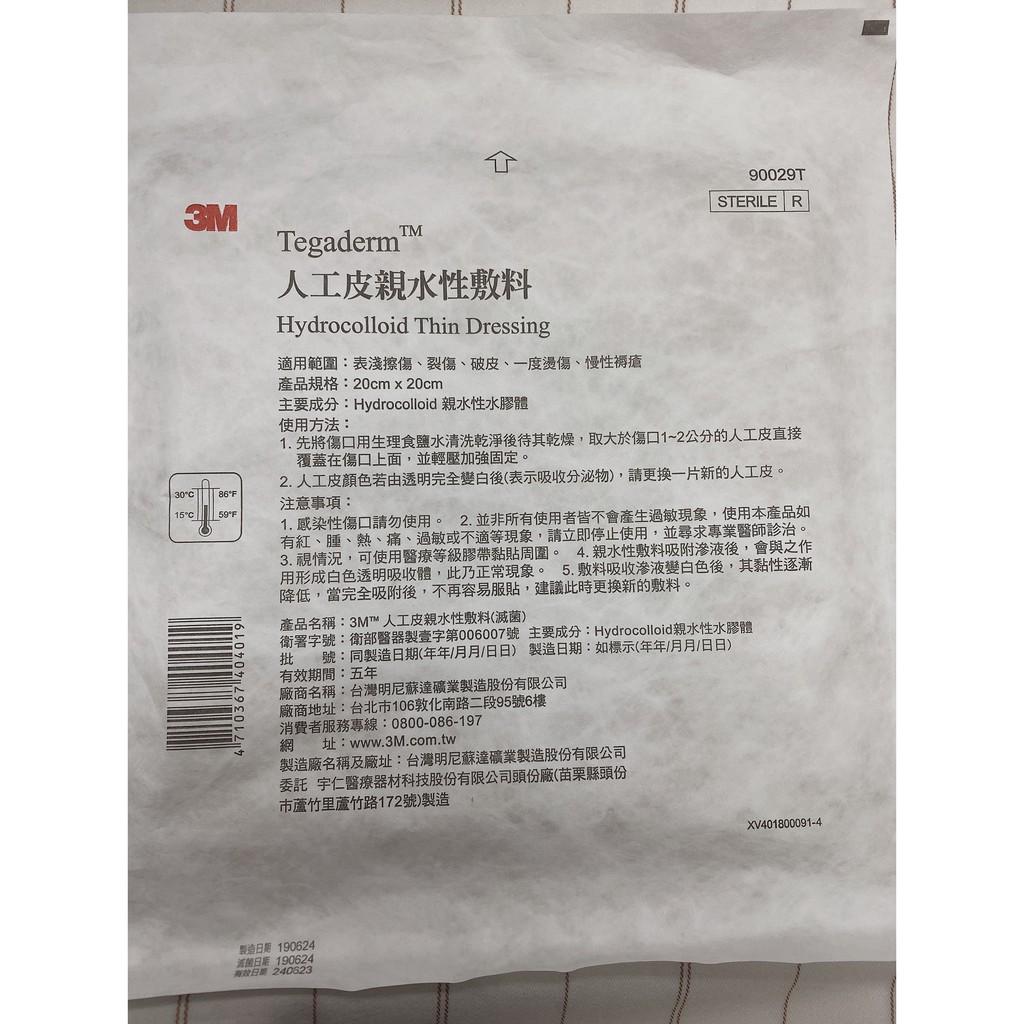 90029T
STERILE R
3M
Tegaderm™
人工皮親水性敷料
Hydrocolloid Thin Dressing
適用範圍：表淺擦傷、裂傷、破皮、一度燙傷、慢性褥瘡
產品規格：20cm x 20cm
主要成分：Hydrocolloid 親水性水膠體
使用方法：
1. 先將傷口用生理食鹽水清洗乾淨後待其乾燥，取大於傷口1~2公分的人工皮直接
覆蓋在傷口上面，並輕壓加強固定。
2. 人工皮顏色若由透明完全變白後(表示吸收分泌物)，請更換一片新的人工皮。
注意事項：
1. 感染性傷口請勿使用。 2. 並非所有使用者皆不會產生過敏現象，使用本產品如
有紅、腫、熱、痛、過敏或不適等現象，請立即停止使用，並尋求專業醫師診治。
3. 視情況，可使用醫療等級膠帶黏貼周圍。 4. 親水性敷料吸附滲液後，會與之作
用形成白色透明吸收體，此乃正常現象。 5. 敷料吸收滲液變白色後，其黏性逐漸
降低，當完全吸附後，不再容易服貼，建議此時更換新的敷料。
30°C 86°F
15°C 59°F
產品名稱：3M™ 人工皮親水性敷料(滅菌)
衛署字號：衛部醫器製壹字第006007號 主要成分：Hydrocolloid親水性水膠體
批 號：同製造日期(年年/月月/日日) 製造日期：如標示(年年/月月/日日)
有效期間：五年
廠商名稱：台灣明尼蘇達礦業製造股份有限公司
廠商地址：台北市106敦化南路二段95號6樓
消費者服務專線：0800-086-197
網 址：www.3M.com.tw
製造廠名稱及廠址：台灣明尼蘇達礦業製造股份有限公司
委託 宇仁醫療器材科技股份有限公司頭份廠(苗栗縣頭份
市蘆竹里蘆竹路172號)製造
4710367404019
XV401800091-4
製造日期 190624
滅菌日期 190624
有效日期 240623